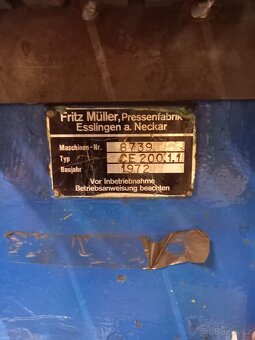 Fritz Müller, Pressenfabrik
Esslingen a. Neckar
Maschinen-Nr. 8739
Typ CE 200.1.1
Baujahr 1972
Vor Inbetriebnahme
Betriebsanweisung beachten